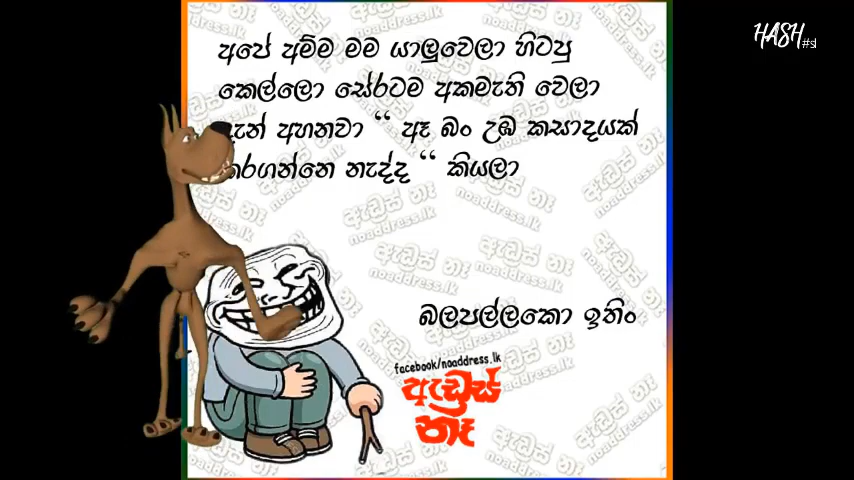 අපේ අම්ම මම යාලුවෙලා හිටපු
කෙල්ලො සේරටම අකමැති වෙලා
අහනවා “ ඈ බං උඹ කසාදයක්
නැද්ද “ කියලා
බලපල්ලකො ඉතිං
facebook/noaddress.lk
ඇඩ්‍රස්
නෑ
HASH #sl